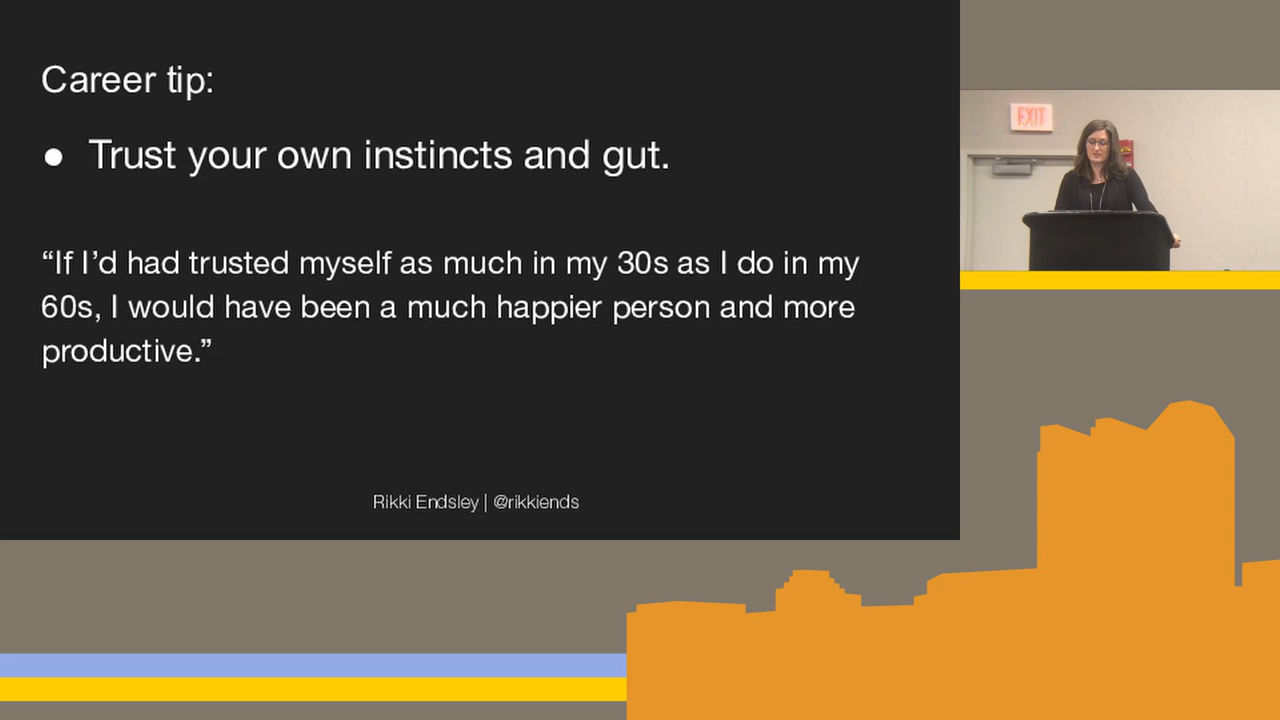 Career tip:
● Trust your own instincts and gut.
“If I’d had trusted myself as much in my 30s as I do in my
60s, I would have been a much happier person and more
productive.”
Rikki Endsley | @rikkiends
EXIT